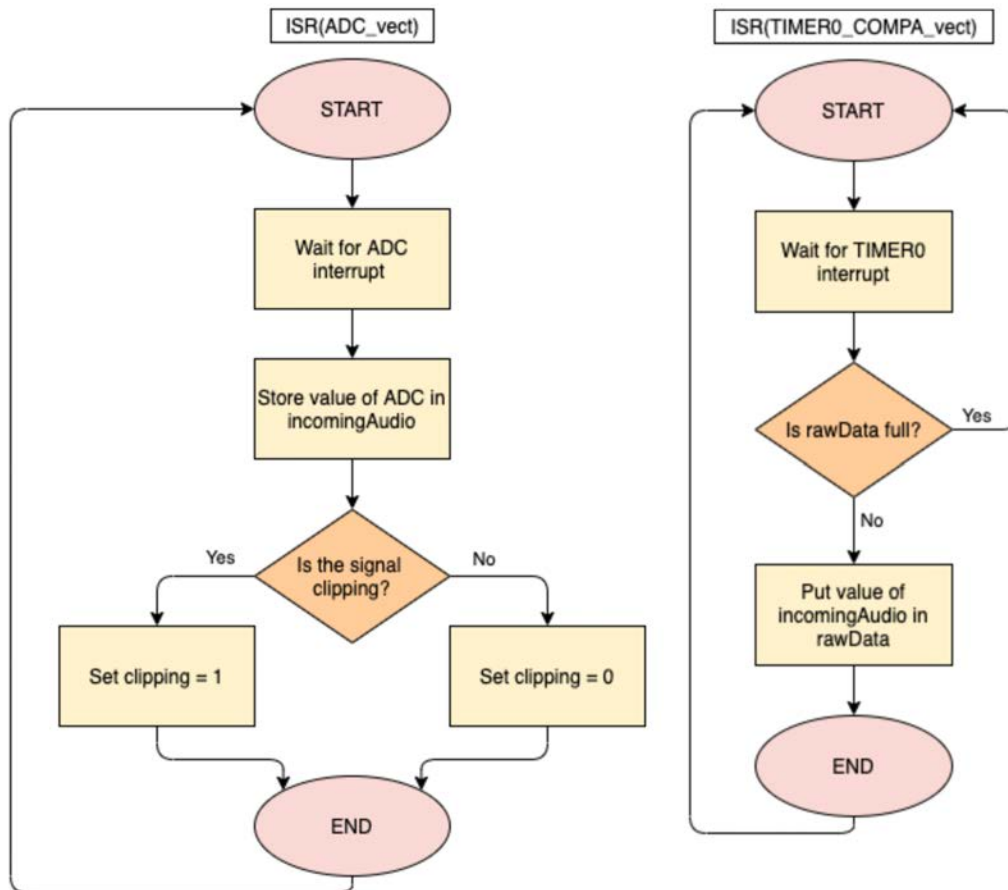 ISR(ADC_vect)
START
Wait for ADC
interrupt
Store value of ADC in
incomingAudio
Is the signal
clipping?
Yes
No
Set clipping = 1
Set clipping = 0
END
ISR(TIMER0_COMPA_vect)
START
Wait for TIMER0
interrupt
Is rawData full?
Yes
No
Put value of
incomingAudio in
rawData
END